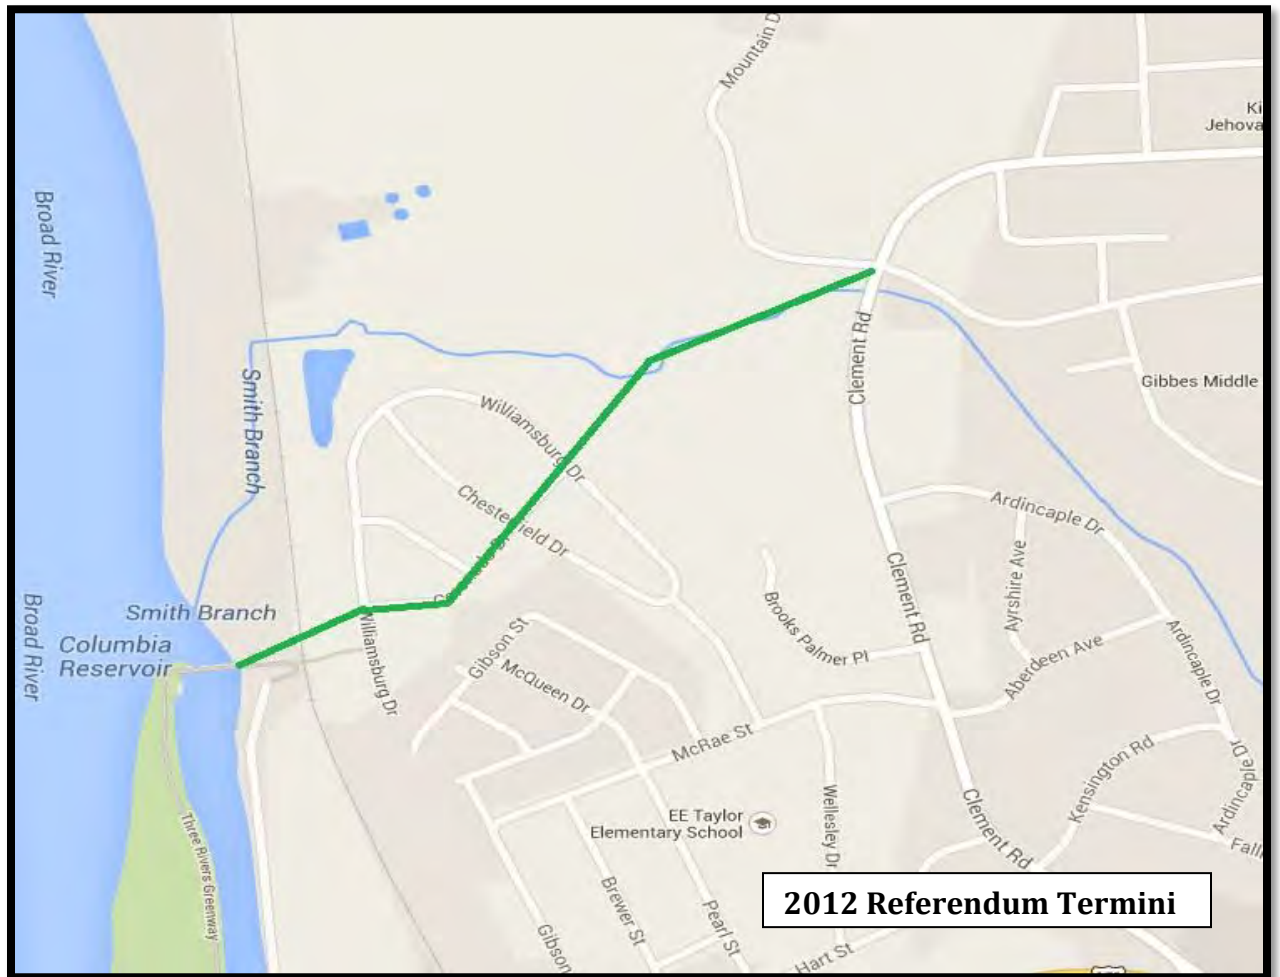 Mountain D
Ki
Jehova
Broad River
Clement Rd
Gibbes Middle
Smith Branch
Williamsburg Dr
Chesterfield Dr
Ardincaple Dr
Ayrshire Ave
Clement Rd
Brooks Palmer Pl
Aberdeen Ave
Ardincaple Dr
Broad River
Smith Branch
Columbia
Reservoir
Williamsburg Dr
Gibson St
McQueen Dr
McRae St
Kensington Rd
Ardincaple Dr
Three Rivers Greenway
EE Taylor
Elementary School
Wellesley Dr
Clement Rd
Fall
Brewer St
Pearl St
Gibson
Hart St
2012 Referendum Termini